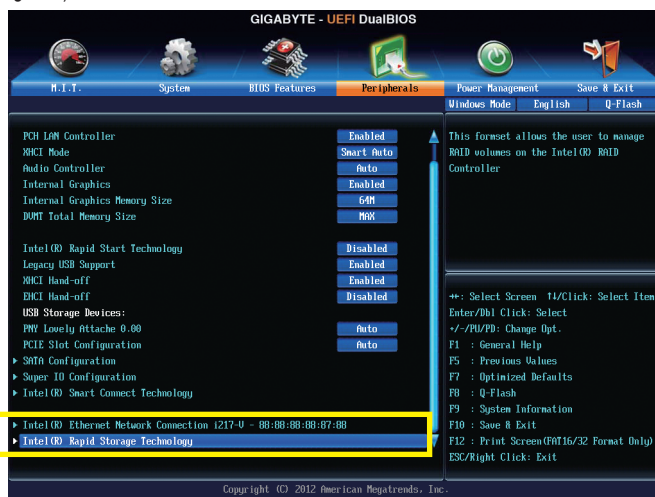 GIGABYTE - UEFI DualBIOS
M.I.T.
System
BIOS Features
Peripherals
Power Management
Save & Exit
Windows Mode
English
Q-Flash
PCH LAN Controller
Enabled
XHCI Mode
Smart Auto
Audio Controller
Auto
Internal Graphics
Enabled
Internal Graphics Memory Size
64M
DVMT Total Memory Size
MAX
Intel(R) Rapid Start Technology
Disabled
Legacy USB Support
Enabled
XHCI Hand-off
Enabled
EHCI Hand-off
Disabled
USB Storage Devices:
PNY Lovely Attache 0.00
Auto
PCIE Slot Configuration
Auto
SATA Configuration
Super IO Configuration
Intel(R) Smart Connect Technology
Intel(R) Ethernet Network Connection i217-V - 88:88:88:88:87:88
Intel(R) Rapid Storage Technology
This formset allows the user to manage
RAID volumes on the Intel(R) RAID
Controller
→←: Select Screen ↑↓/Click: Select Item
Enter/Dbl Click: Select
+/-/PU/PD: Change Opt.
F1 : General Help
F5 : Previous Values
F7 : Optimized Defaults
F8 : Q-Flash
F9 : System Information
F10 : Save & Exit
F12 : Print Screen(FAT16/32 Format Only)
ESC/Right Click: Exit
Copyright (C) 2012 American Megatrends, Inc.